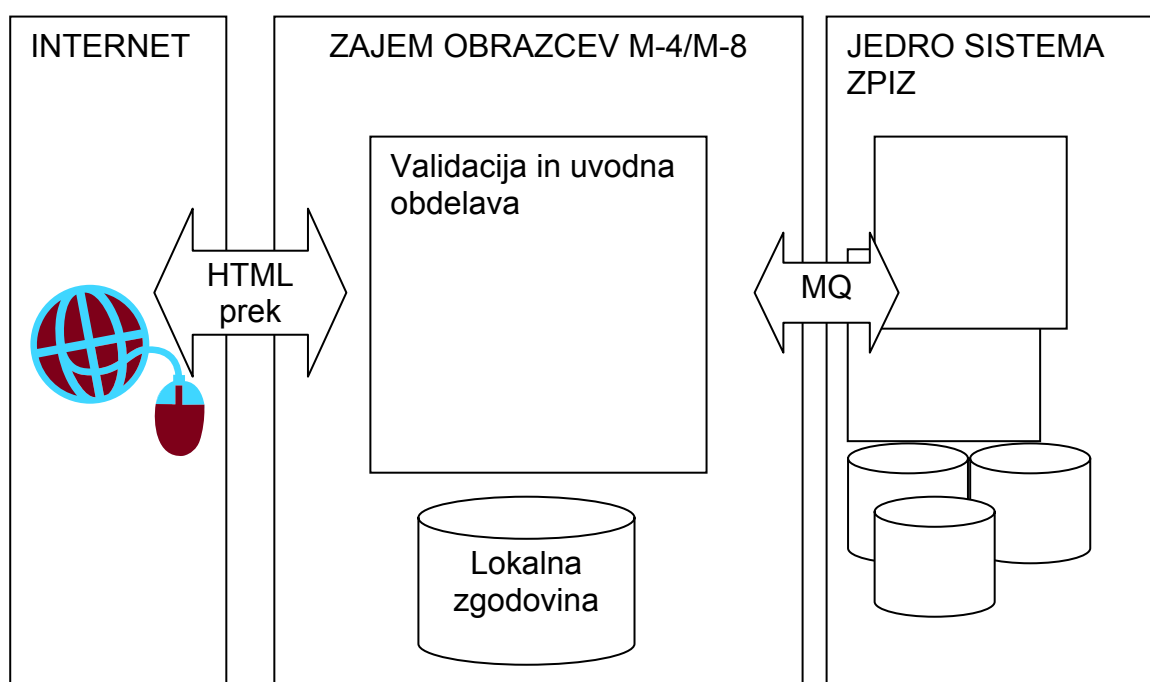 INTERNET
ZAJEM OBRAZCEV M-4/M-8
JEDRO SISTEMA
ZPIZ
Validacija in uvodna
obdelava
HTML
prek
MQ
Lokalna
zgodovina